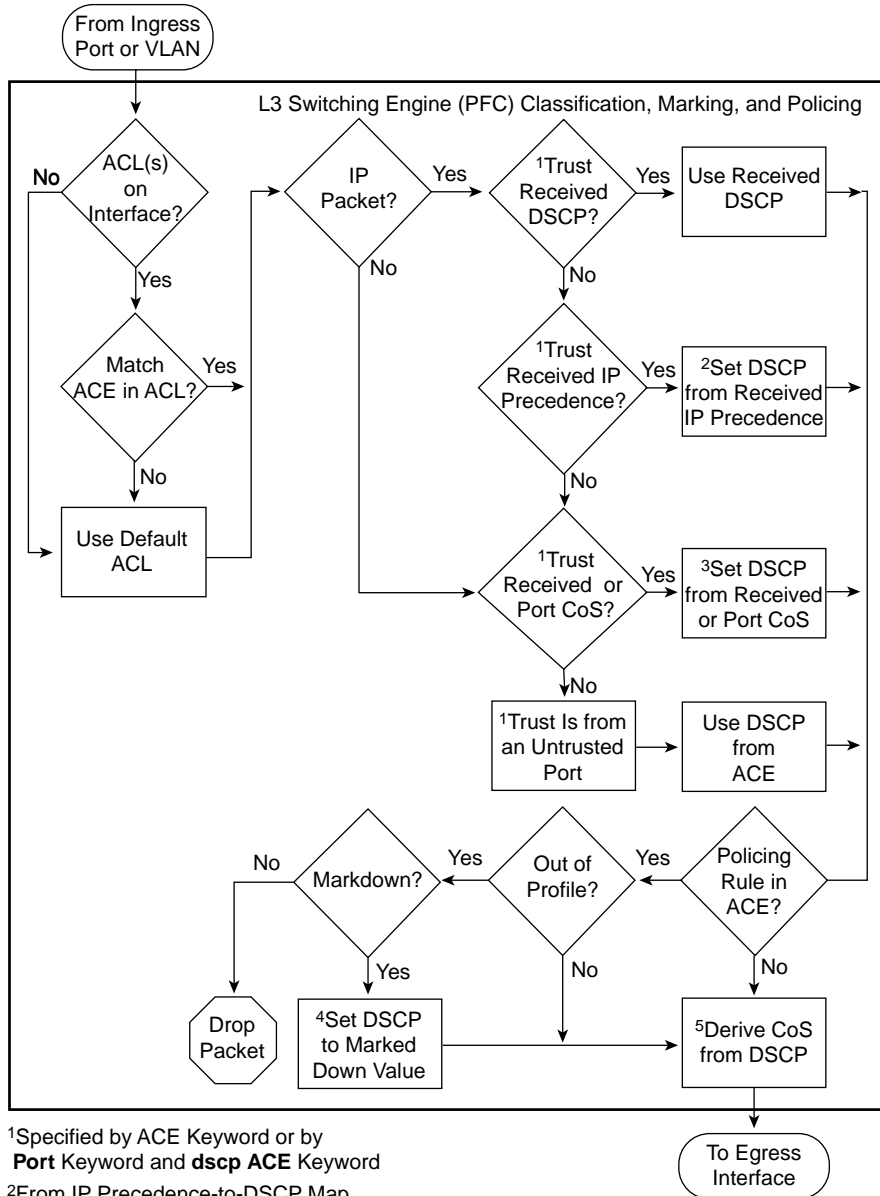 From Ingress
Port or VLAN
L3 Switching Engine (PFC) Classification, Marking, and Policing
ACL(s)
on
Interface?
No
Yes
Match
ACE in ACL?
Yes
No
Use Default
ACL
IP
Packet?
Yes
No
1Trust
Received
DSCP?
Yes
No
Use Received
DSCP
1Trust
Received IP
Precedence?
Yes
No
2Set DSCP
from Received
IP Precedence
1Trust
Received or
Port CoS?
Yes
No
3Set DSCP
from Received
or Port CoS
1Trust Is from
an Untrusted
Port
Use DSCP
from
ACE
Policing
Rule in
ACE?
Yes
No
Out of
Profile?
Yes
No
Markdown?
No
Yes
Drop
Packet
4Set DSCP
to Marked
Down Value
5Derive CoS
from DSCP
To Egress
Interface
1Specified by ACE Keyword or by
Port Keyword and dscp ACE Keyword
2From IP Precedence-to-DSCP Map